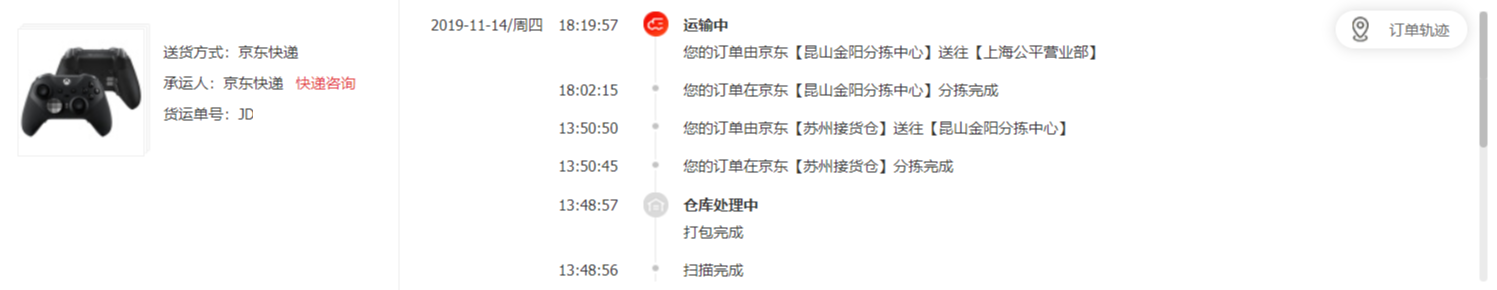 送货方式：京东快递
承运人：京东快递 快递咨询
货运单号：JD
2019-11-14/周四 18:19:57 运输中
您的订单由京东【昆山金阳分拣中心】送往【上海公平营业部】
18:02:15 您的订单在京东【昆山金阳分拣中心】分拣完成
13:50:50 您的订单由京东【苏州接货仓】送往【昆山金阳分拣中心】
13:50:45 您的订单在京东【苏州接货仓】分拣完成
13:48:57 仓库处理中
打包完成
13:48:56 扫描完成
订单轨迹